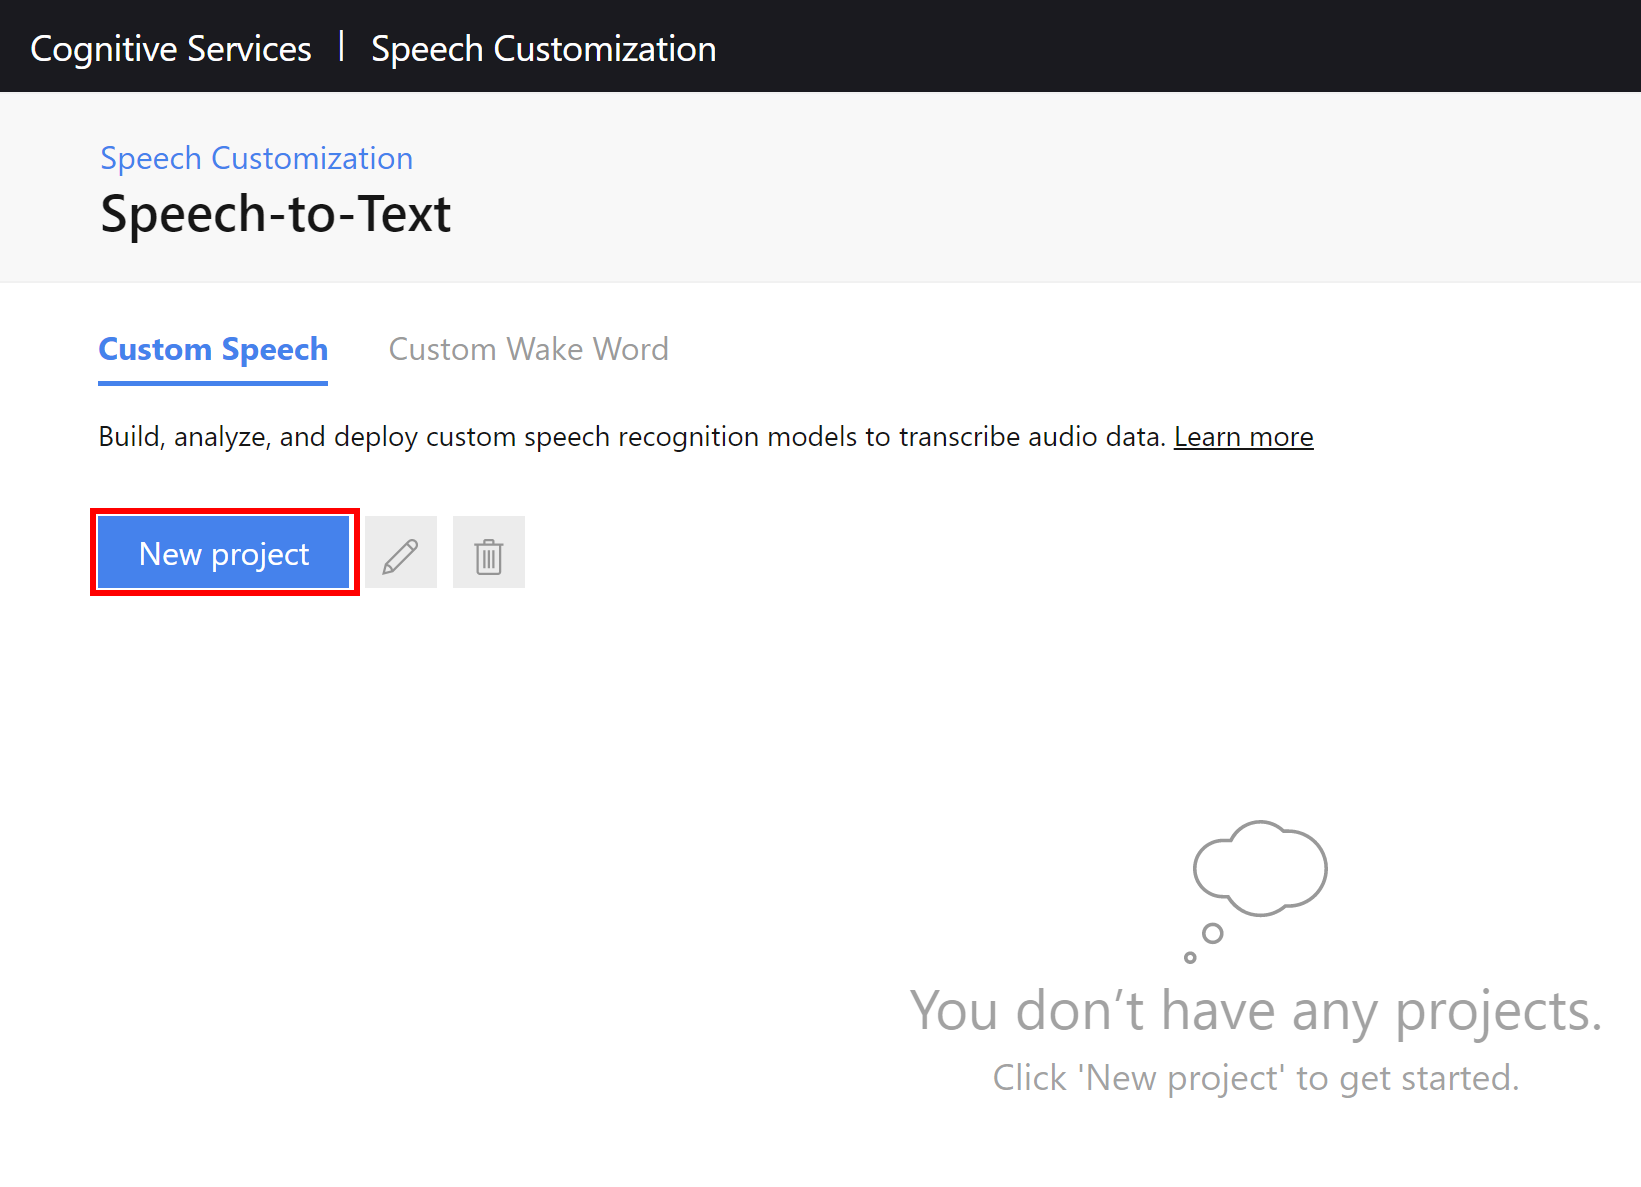 Cognitive Services | Speech Customization
Speech Customization
Speech-to-Text
Custom Speech Custom Wake Word
Build, analyze, and deploy custom speech recognition models to transcribe audio data. Learn more
New project
You don’t have any projects.
Click 'New project' to get started.